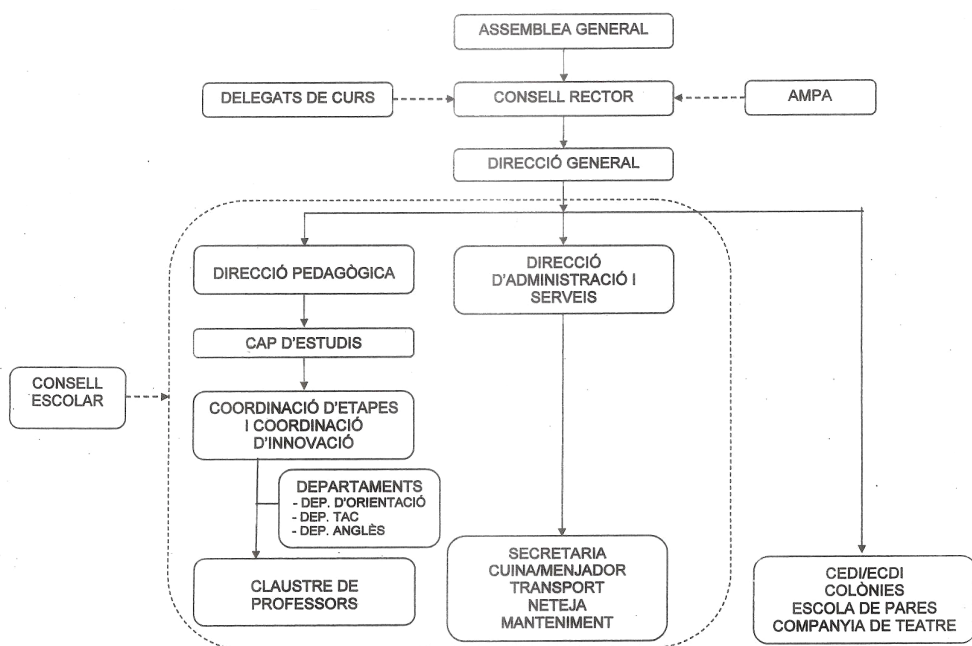 ASSEMBLEA GENERAL
DELEGATS DE CURS
CONSELL RECTOR
AMPA
DIRECCIÓ GENERAL
DIRECCIÓ PEDAGÒGICA
DIRECCIÓ
D'ADMINISTRACIÓ I
SERVEIS
CAP D'ESTUDIS
CONSELL
ESCOLAR
COORDINACIÓ D'ETAPES
I COORDINACIÓ
D'INNOVACIÓ
DEPARTAMENTS
- DEP. D'ORIENTACIÓ
- DEP. TAC
- DEP. ANGLÈS
CLAUSTRE DE
PROFESSORS
SECRETARIA
CUINA/MENJADOR
TRANSPORT
NETEJA
MANTENIMENT
CEDI/ECDI
COLÒNIES
ESCOLA DE PARES
COMPANYIA DE TEATRE